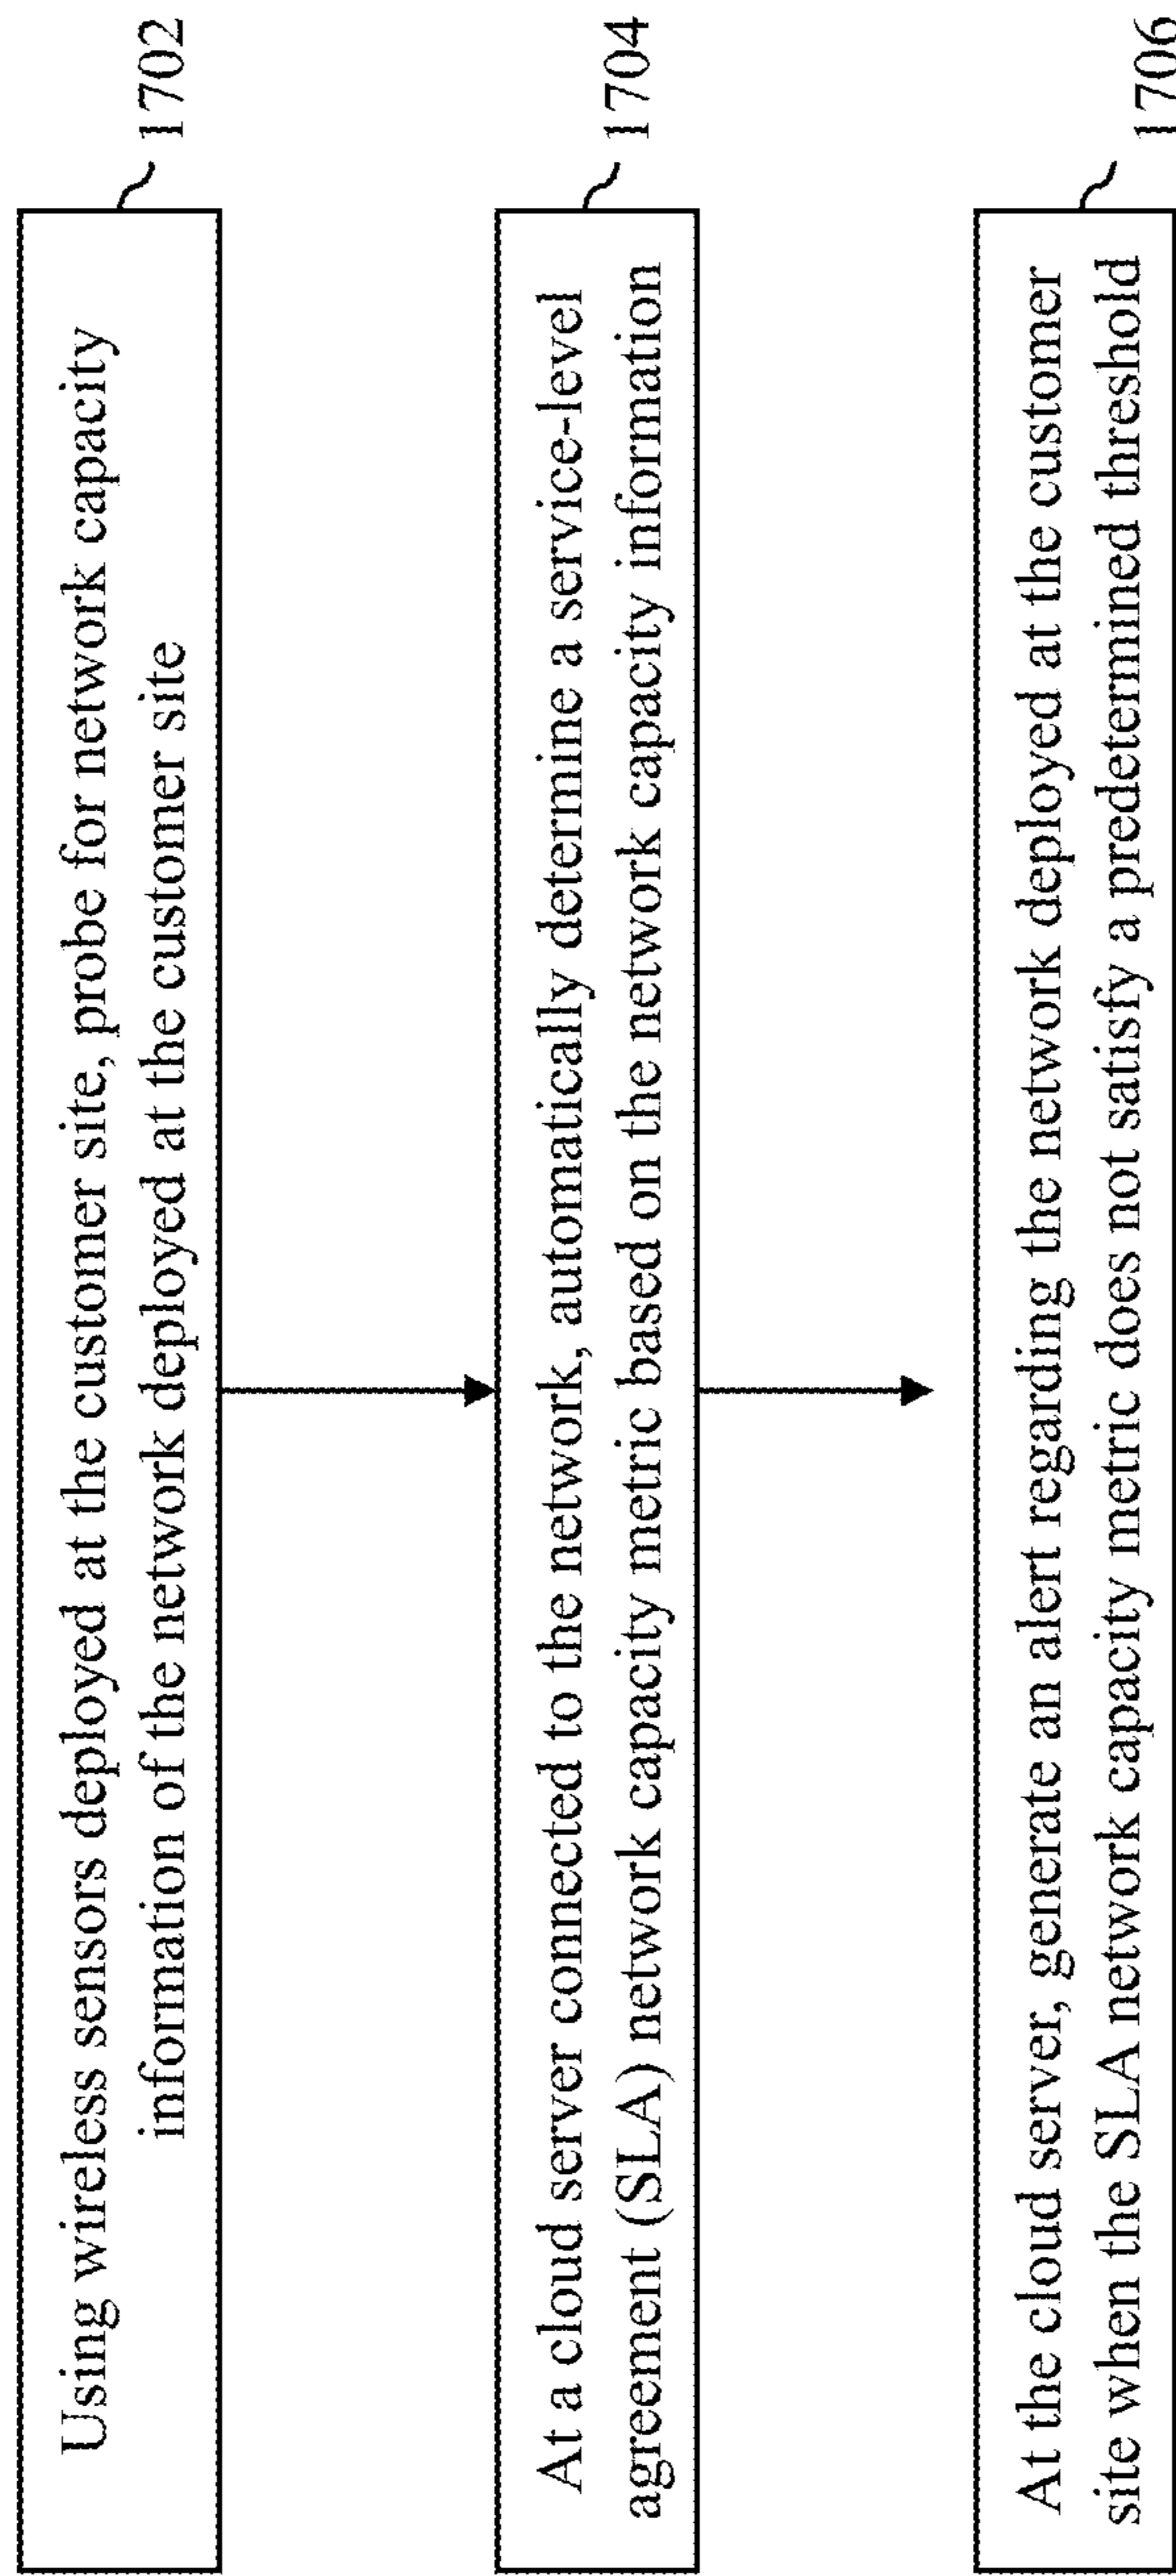 Using wireless sensors deployed at the customer site, probe for network capacity
information of the network deployed at the customer site
1702
At a cloud server connected to the network, automatically determine a service-level
agreement (SLA) network capacity metric based on the network capacity information
1704
At the cloud server, generate an alert regarding the network deployed at the customer
site when the SLA network capacity metric does not satisfy a predetermined threshold
1706